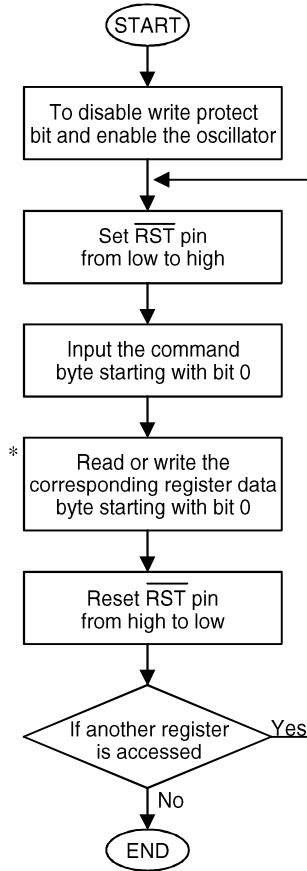 START
To disable write protect
bit and enable the oscillator
Set R̅S̅T̅ pin
from low to high
Input the command
byte starting with bit 0
*
Read or write the
corresponding register data
byte starting with bit 0
Reset R̅S̅T̅ pin
from high to low
If another register
is accessed
Yes
No
END